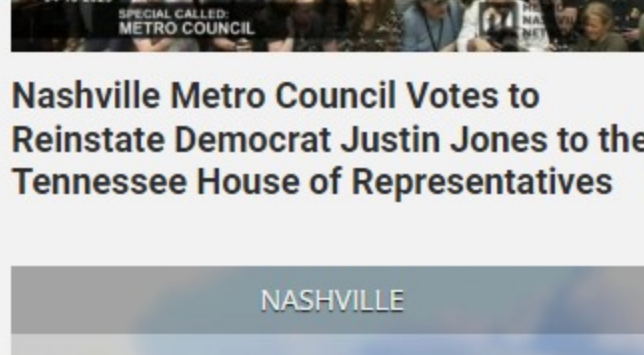 SPECIAL CALLED:
METRO COUNCIL
Nashville Metro Council Votes to
Reinstate Democrat Justin Jones to the
Tennessee House of Representatives
NASHVILLE